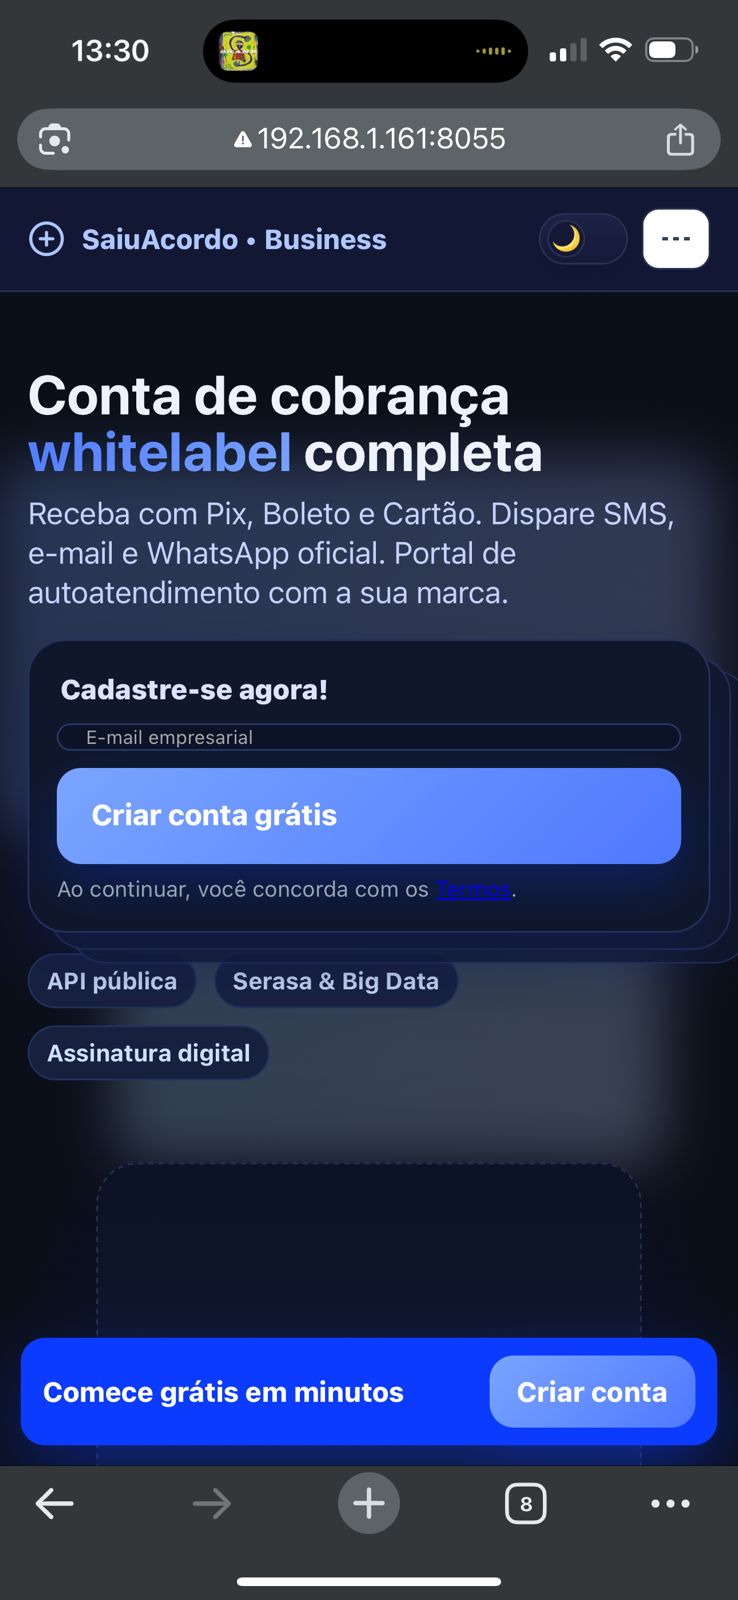 13:30
192.168.1.161:8055
SaiuAcordo • Business
Conta de cobrança
whitelabel completa
Receba com Pix, Boleto e Cartão. Dispare SMS,
e-mail e WhatsApp oficial. Portal de
autoatendimento com a sua marca.
Cadastre-se agora!
E-mail empresarial
Criar conta grátis
Ao continuar, você concorda com os Termos.
API pública
Serasa & Big Data
Assinatura digital
Comece grátis em minutos
Criar conta
8